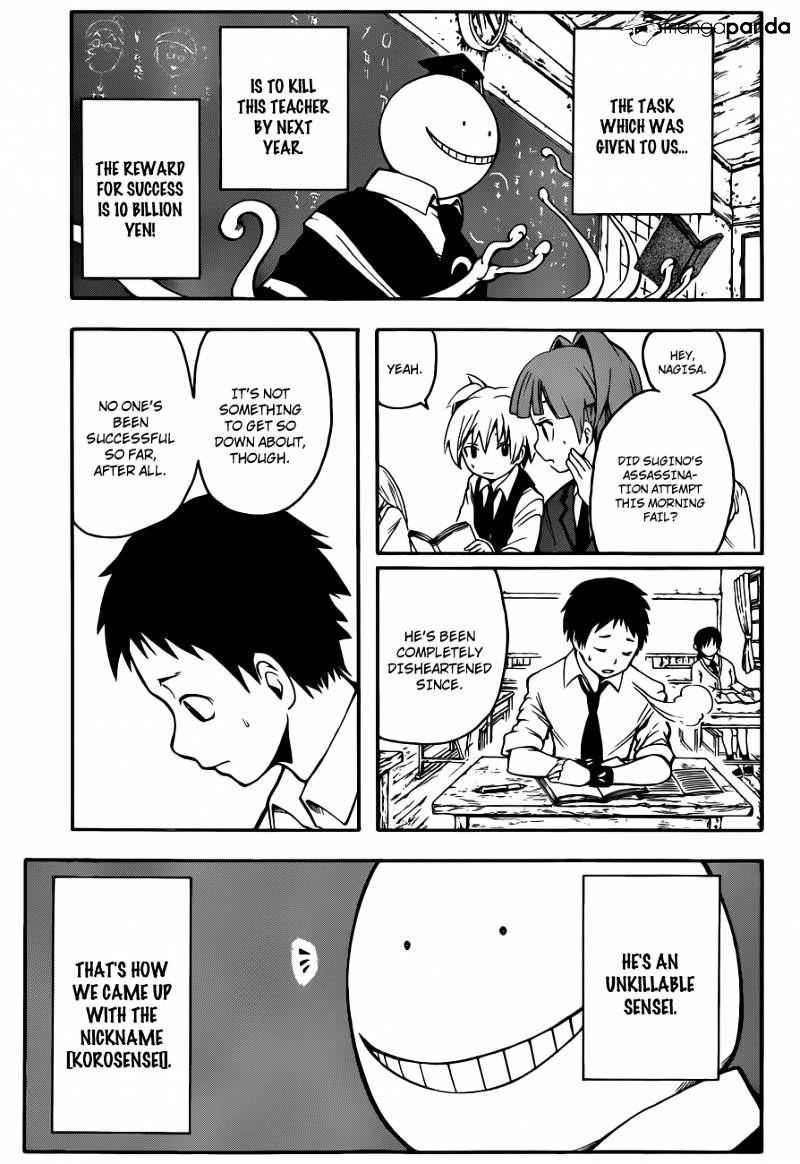 mangapanda
THE TASK
WHICH WAS
GIVEN TO US...
IS TO KILL
THIS TEACHER
BY NEXT
YEAR.
THE REWARD
FOR SUCCESS
IS 10 BILLION
YEN!
HEY,
NAGISA.
DID SUGINO'S
ASSASSINA-
TION ATTEMPT
THIS MORNING
FAIL?
YEAH.
HE'S BEEN
COMPLETELY
DISHEARTENED
SINCE.
IT'S NOT
SOMETHING
TO GET SO
DOWN ABOUT,
THOUGH.
NO ONE'S
BEEN
SUCCESSFUL
SO FAR,
AFTER ALL.
HE'S AN
UNKILLABLE
SENSEI.
THAT'S HOW
WE CAME UP
WITH THE
NICKNAME
[KOROSENSEI].